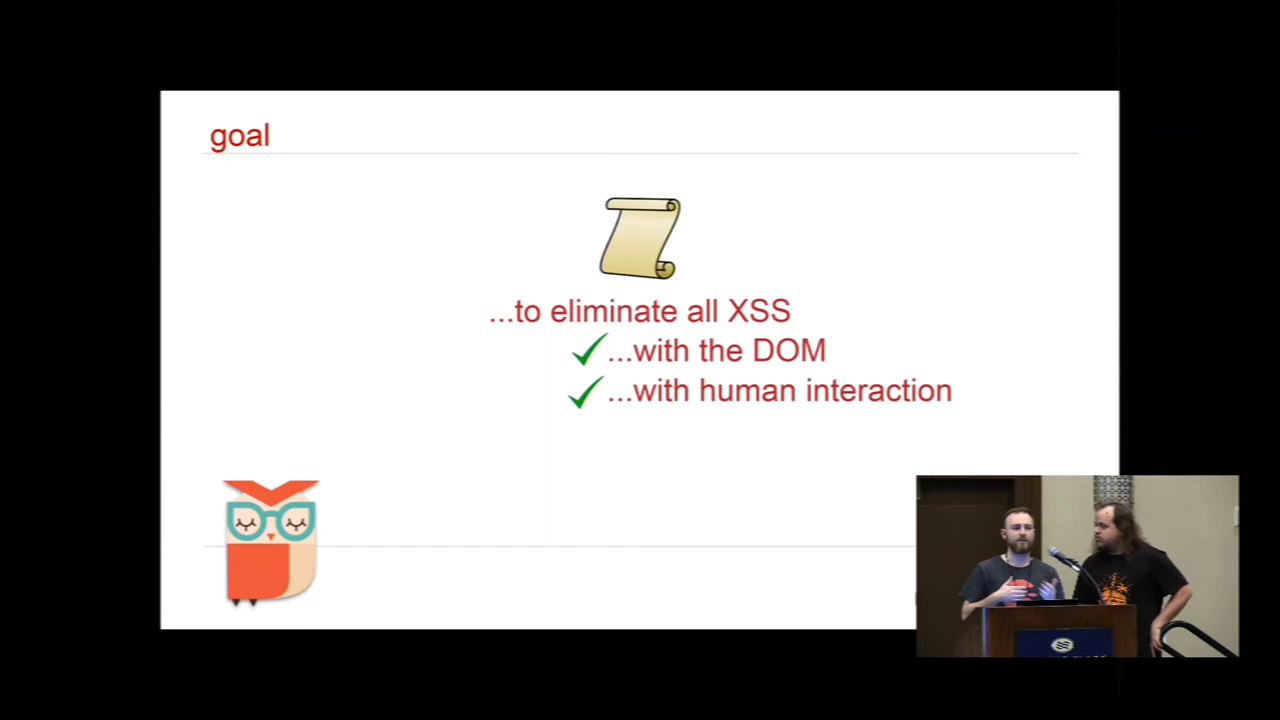 goal
...to eliminate all XSS
...with the DOM
...with human interaction